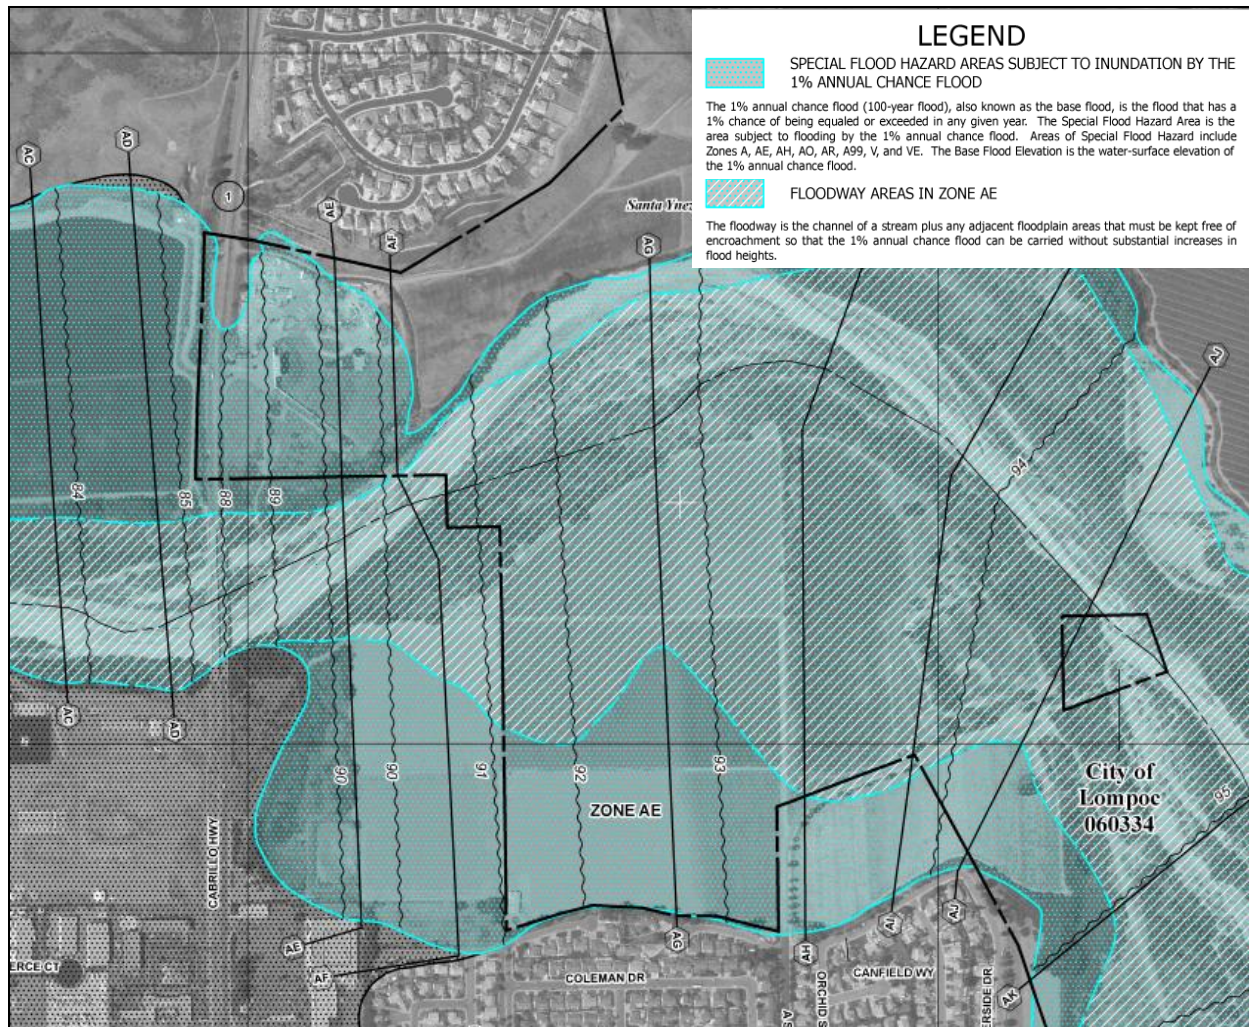 LEGEND
SPECIAL FLOOD HAZARD AREAS SUBJECT TO INUNDATION BY THE
1% ANNUAL CHANCE FLOOD
The 1% annual chance flood (100-year flood), also known as the base flood, is the flood that has a
1% chance of being equaled or exceeded in any given year. The Special Flood Hazard Area is the
area subject to flooding by the 1% annual chance flood. Areas of Special Flood Hazard include
Zones A, AE, AH, AO, AR, A99, V, and VE. The Base Flood Elevation is the water-surface elevation of
the 1% annual chance flood.
FLOODWAY AREAS IN ZONE AE
The floodway is the channel of a stream plus any adjacent floodplain areas that must be kept free of
encroachment so that the 1% annual chance flood can be carried without substantial increases in
flood heights.
AC
AD
1
AE
AF
Santa Ynez
AG
AJ
94
84
85
88
89
AC
AD
90
90
91
92
93
ZONE AE
City of
Lompoc
060334
95
CABRILLO HWY
AE
AF
AG
AH
AI
AJ
AK
ERCE CT
COLEMAN DR
CANFIELD WY
ORCHID S
A S
ERSIDE DR